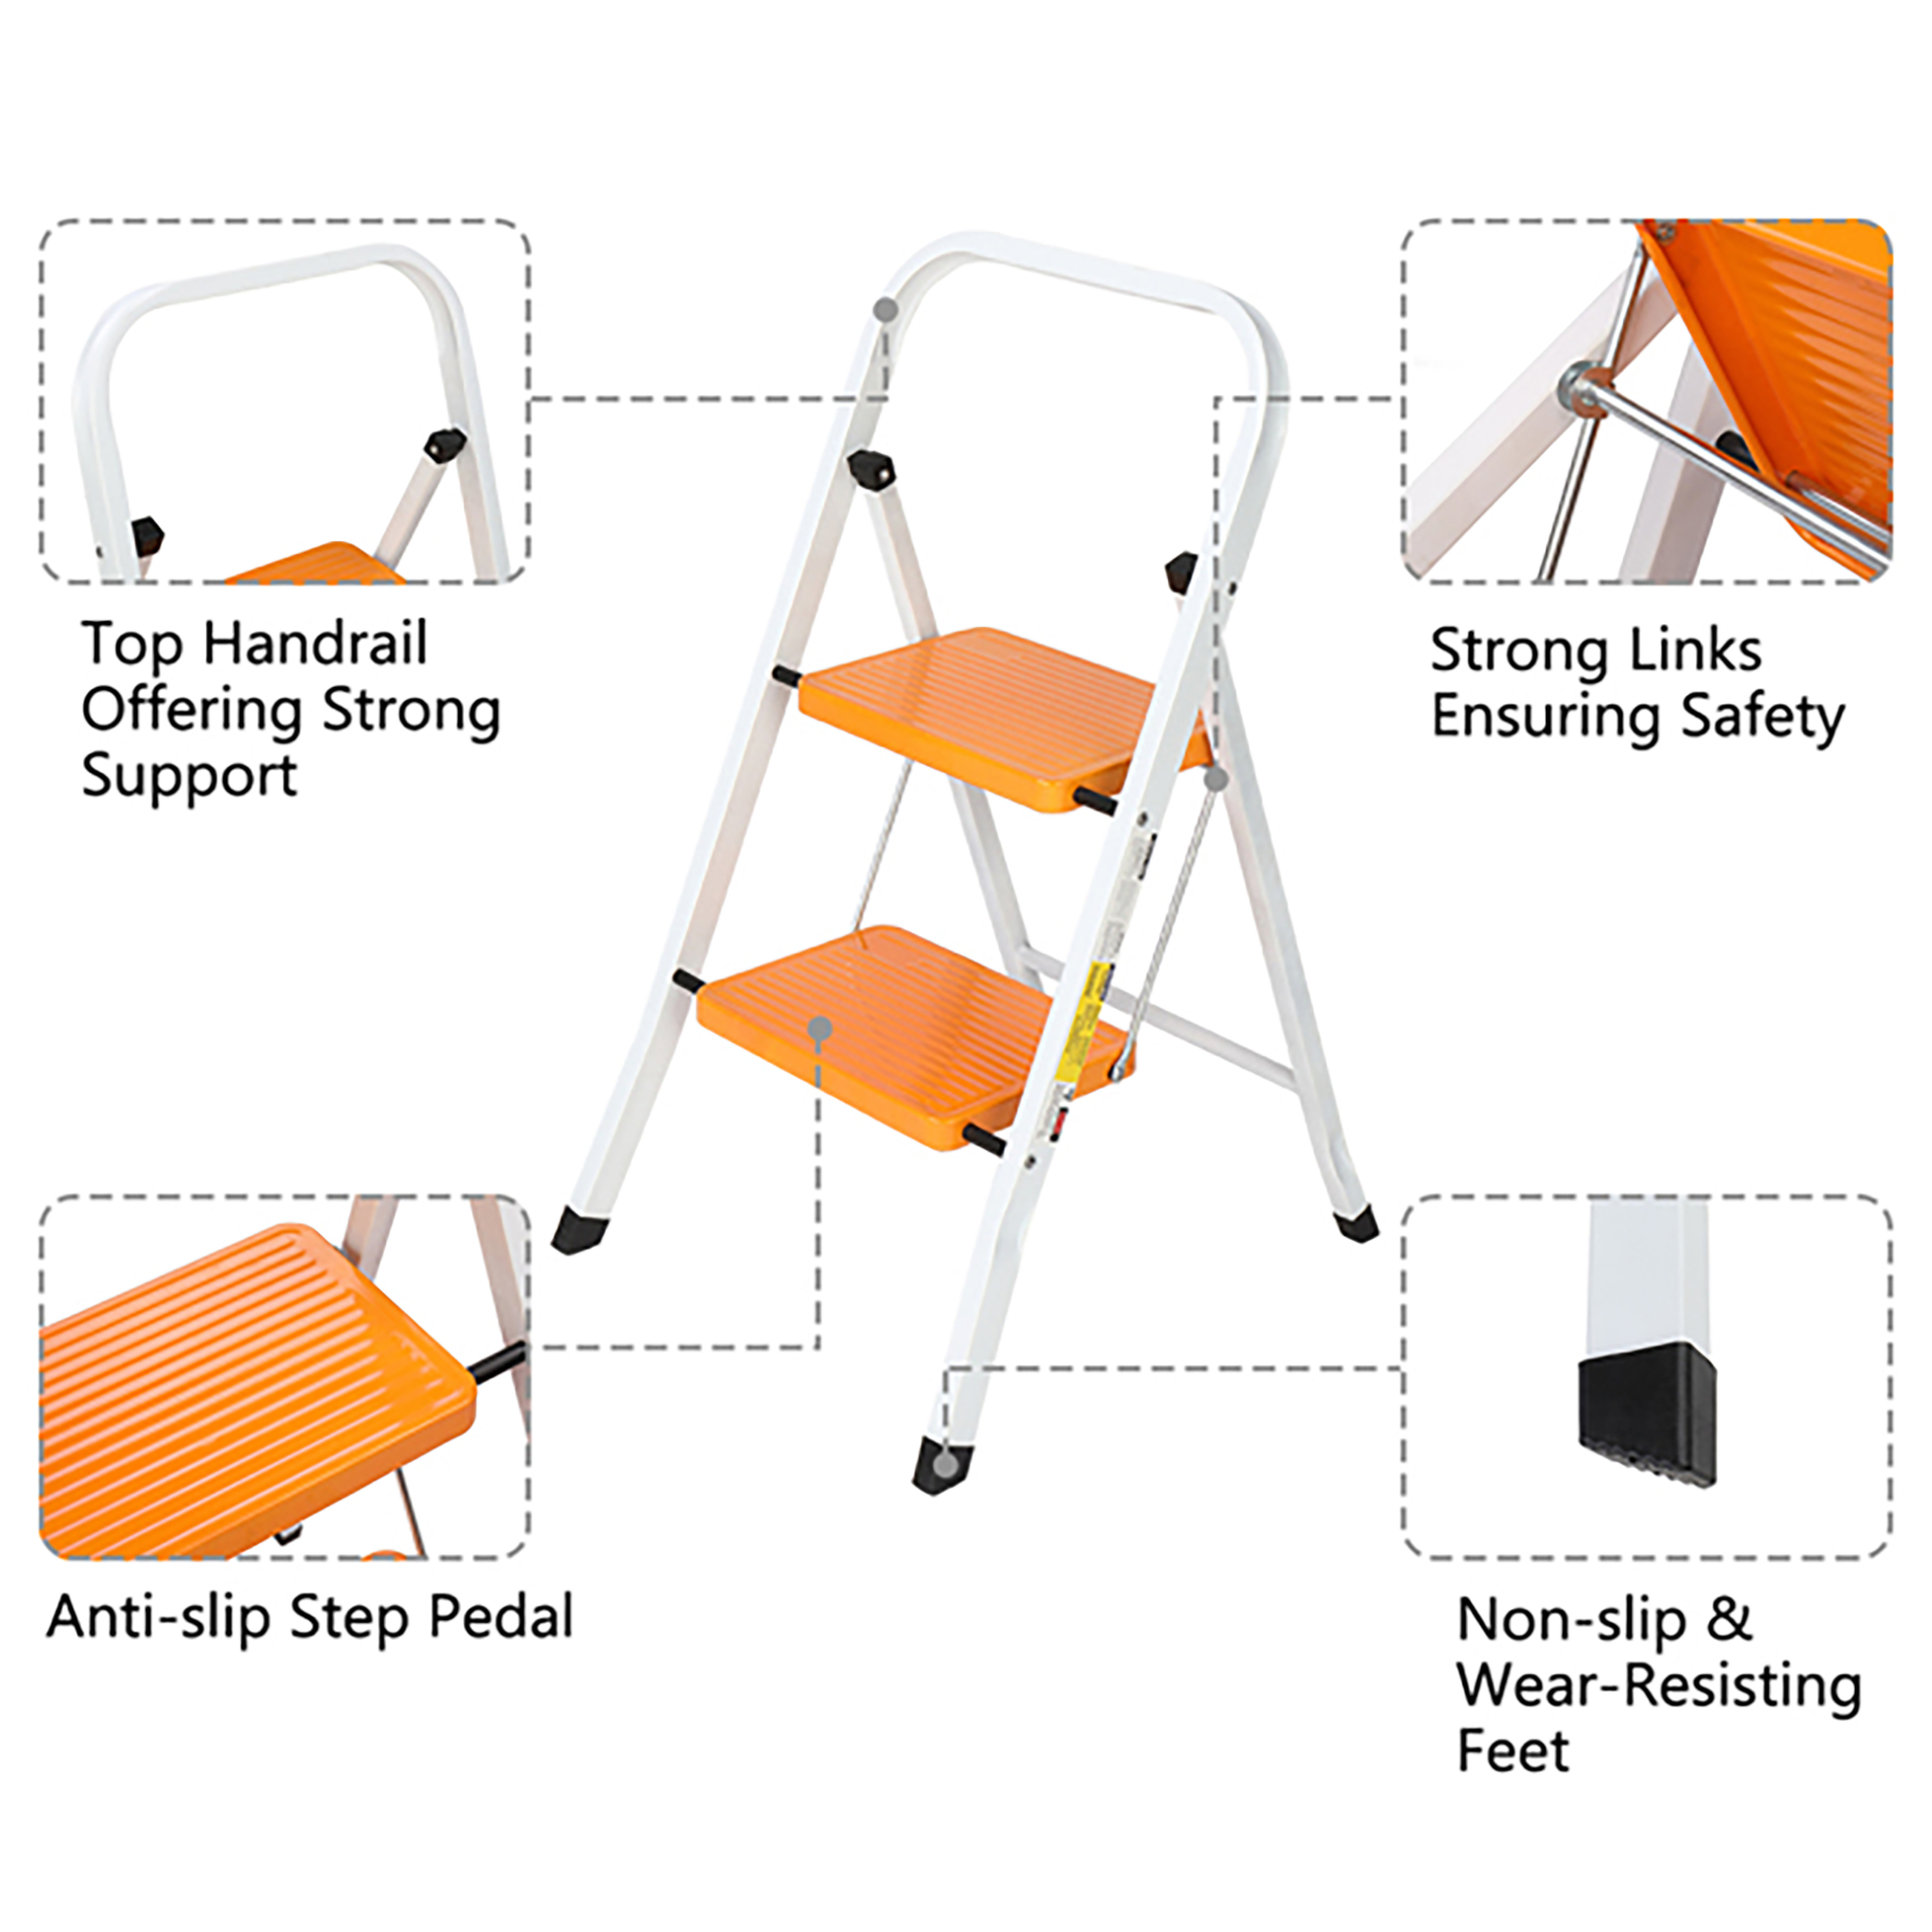 Top Handrail
Offering Strong
Support
Strong Links
Ensuring Safety
Anti-slip Step Pedal
Non-slip &
Wear-Resisting
Feet